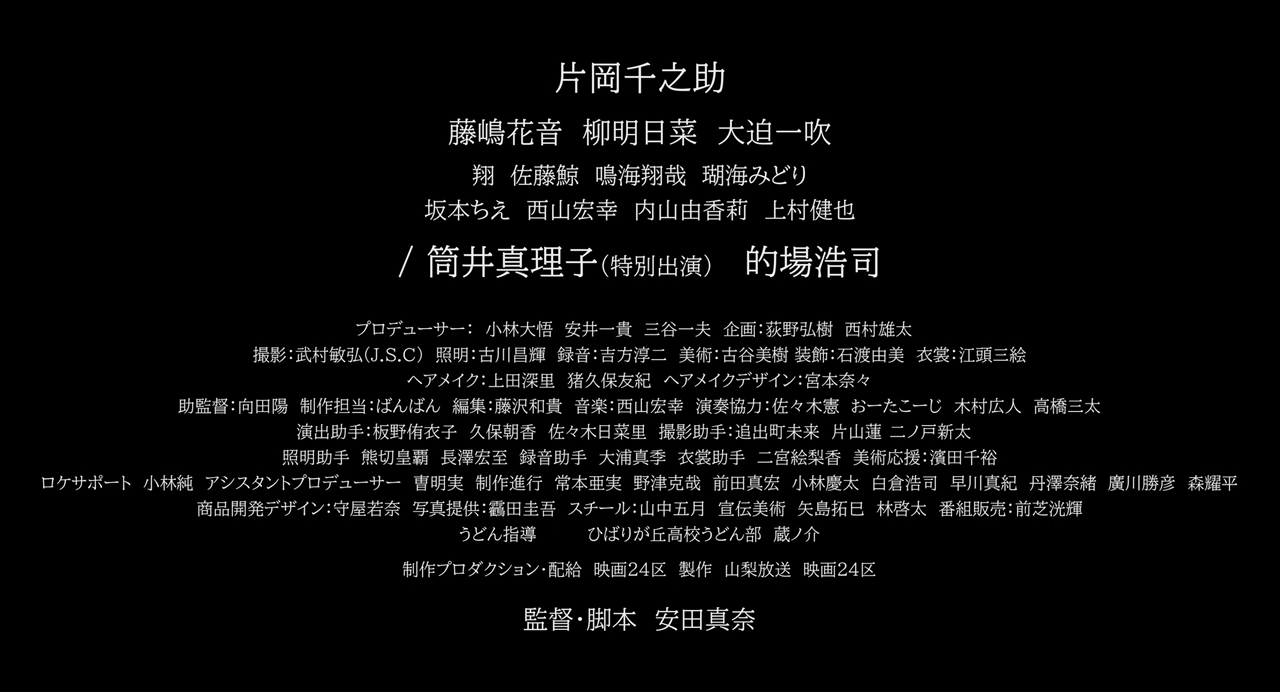 片岡千之助
藤嶋花音 柳明日菜 大迫一吹
翔 佐藤鯨 鳴海翔哉 瑚海みどり
坂本ちえ 西山宏幸 内山由香莉 上村健也
/ 筒井真理子(特別出演) 的場浩司
プロデューサー: 小林大悟 安井一貴 三谷一夫 企画:荻野弘樹 西村雄太
撮影:武村敏弘(J.S.C) 照明:古川昌輝 録音:吉方淳二 美術:古谷美樹 装飾:石渡由美 衣裳:江頭三絵
ヘアメイク:上田深里 猪久保友紀 ヘアメイクデザイン:宮本奈々
助監督:向田陽 制作担当:ばんばん 編集:藤沢和貴 音楽:西山宏幸 演奏協力:佐々木憲 おーたこーじ 木村広人 高橋三太
演出助手:板野侑衣子 久保朝香 佐々木日菜里 撮影助手:追出町未来 片山蓮 二ノ戸新太
照明助手 熊切皇覇 長澤宏至 録音助手 大浦真季 衣裳助手 二宮絵梨香 美術応援:濱田千裕
ロケサポート 小林純 アシスタントプロデューサー 曺明実 制作進行 常本亜実 野津克哉 前田真宏 小林慶太 白倉浩司 早川真紀 丹澤奈緒 廣川勝彦 森耀平
商品開発デザイン:守屋若奈 写真提供:靏田圭吾 スチール:山中五月 宣伝美術 矢島拓巳 林啓太 番組販売:前芝洸輝
うどん指導 ひばりが丘高校うどん部 蔵ノ介
制作プロダクション・配給 映画24区 製作 山梨放送 映画24区
監督・脚本 安田真奈